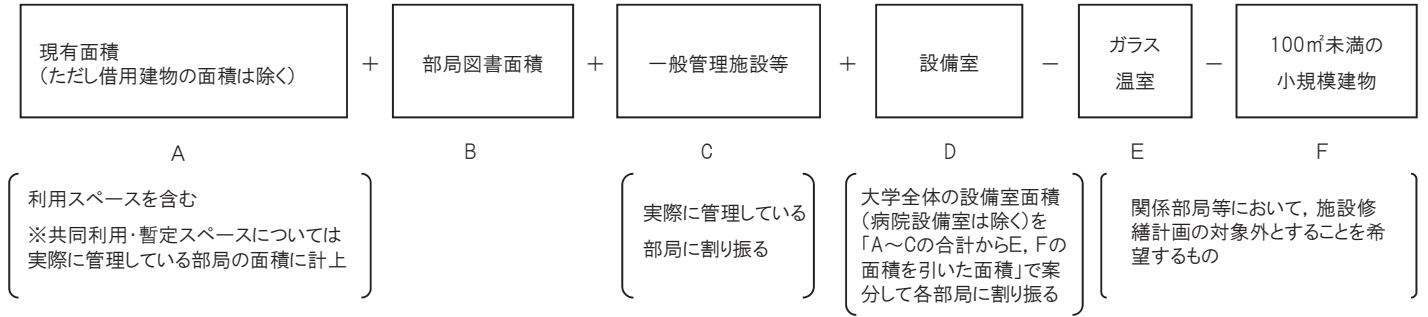 現有面積
(ただし借用建物の面積は除く)
+
部局図書面積
+
一般管理施設等
+
設備室
－
ガラス
温室
－
100㎡未満の
小規模建物
A
B
C
D
E
F
利用スペースを含む
※共同利用・暫定スペースについては
実際に管理している部局の面積に計上
実際に管理している
部局に割り振る
大学全体の設備室面積
(病院設備室は除く)を
「A～Cの合計からE，Fの
面積を引いた面積」で案
分して各部局に割り振る
関係部局等において，施設修
繕計画の対象外とすることを希
望するもの